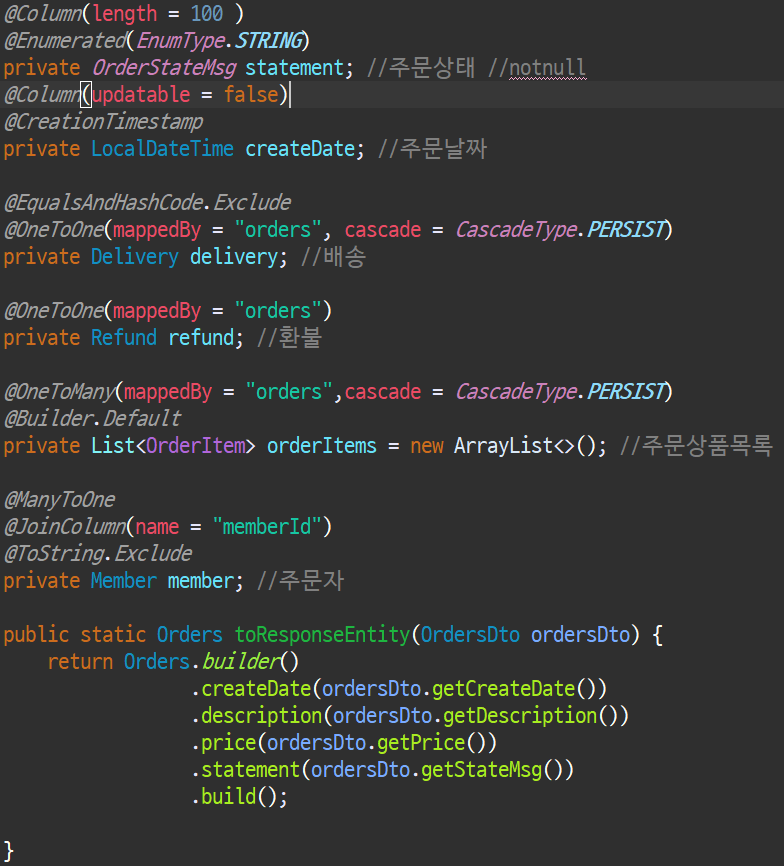 @Column(length = 100 )
@Enumerated(EnumType.STRING)
private OrderStateMsg statement; //주문상태 //notnull
@Column(updatable = false)
@CreationTimestamp
private LocalDateTime createDate; //주문날짜
@EqualsAndHashCode.Exclude
@OneToOne(mappedBy = "orders", cascade = CascadeType.PERSIST)
private Delivery delivery; //배송
@OneToOne(mappedBy = "orders")
private Refund refund; //환불
@OneToMany(mappedBy = "orders",cascade = CascadeType.PERSIST)
@Builder.Default
private List<OrderItem> orderItems = new ArrayList<>(); //주문상품목록
@ManyToOne
@JoinColumn(name = "memberId")
@ToString.Exclude
private Member member; //주문자
public static Orders toResponseEntity(OrdersDto ordersDto) {
return Orders.builder()
.createDate(ordersDto.getCreateDate())
.description(ordersDto.getDescription())
.price(ordersDto.getPrice())
.statement(ordersDto.getStateMsg())
.build();
}